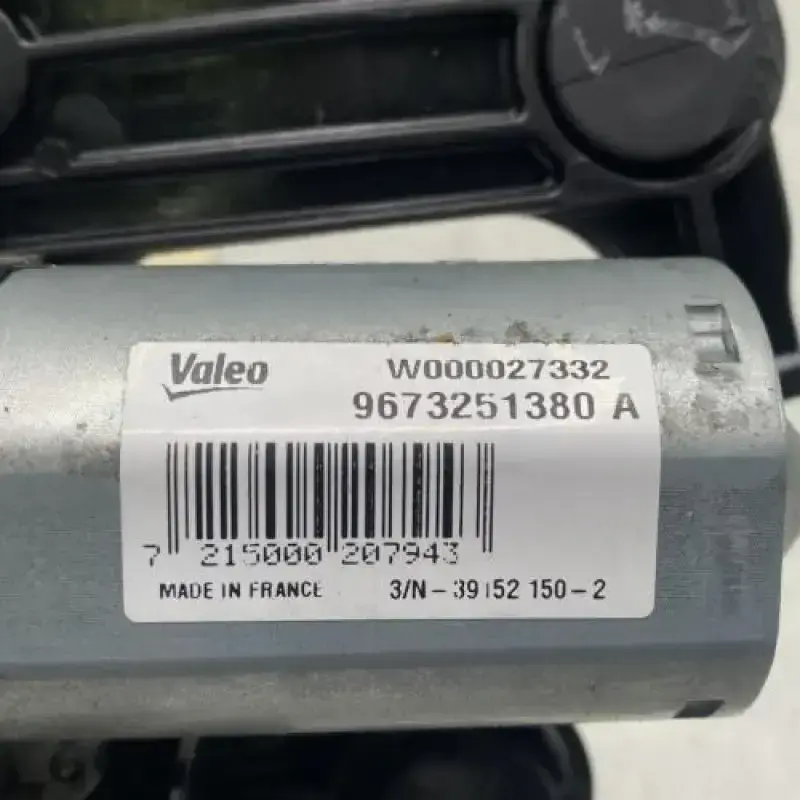 Valeo
W000027332
9673251380 A
7 215000 207943
MADE IN FRANCE
3/N-39152 150-2